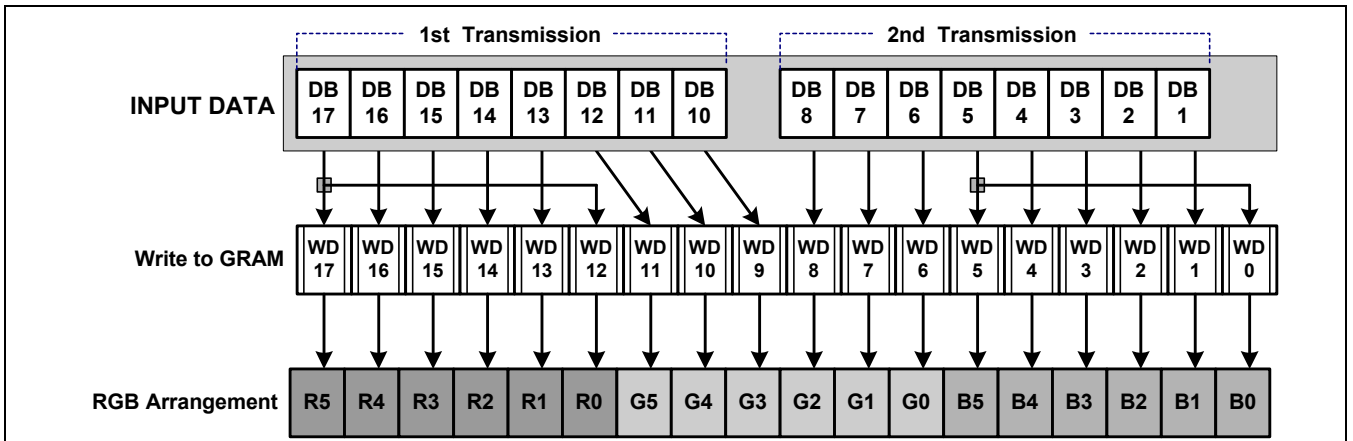 1st Transmission 2nd Transmission
INPUT DATA DB 17 DB 16 DB 15 DB 14 DB 13 DB 12 DB 11 DB 10 DB 8 DB 7 DB 6 DB 5 DB 4 DB 3 DB 2 DB 1
Write to GRAM WD 17 WD 16 WD 15 WD 14 WD 13 WD 12 WD 11 WD 10 WD 9 WD 8 WD 7 WD 6 WD 5 WD 4 WD 3 WD 2 WD 1 WD 0
RGB Arrangement R5 R4 R3 R2 R1 R0 G5 G4 G3 G2 G1 G0 B5 B4 B3 B2 B1 B0